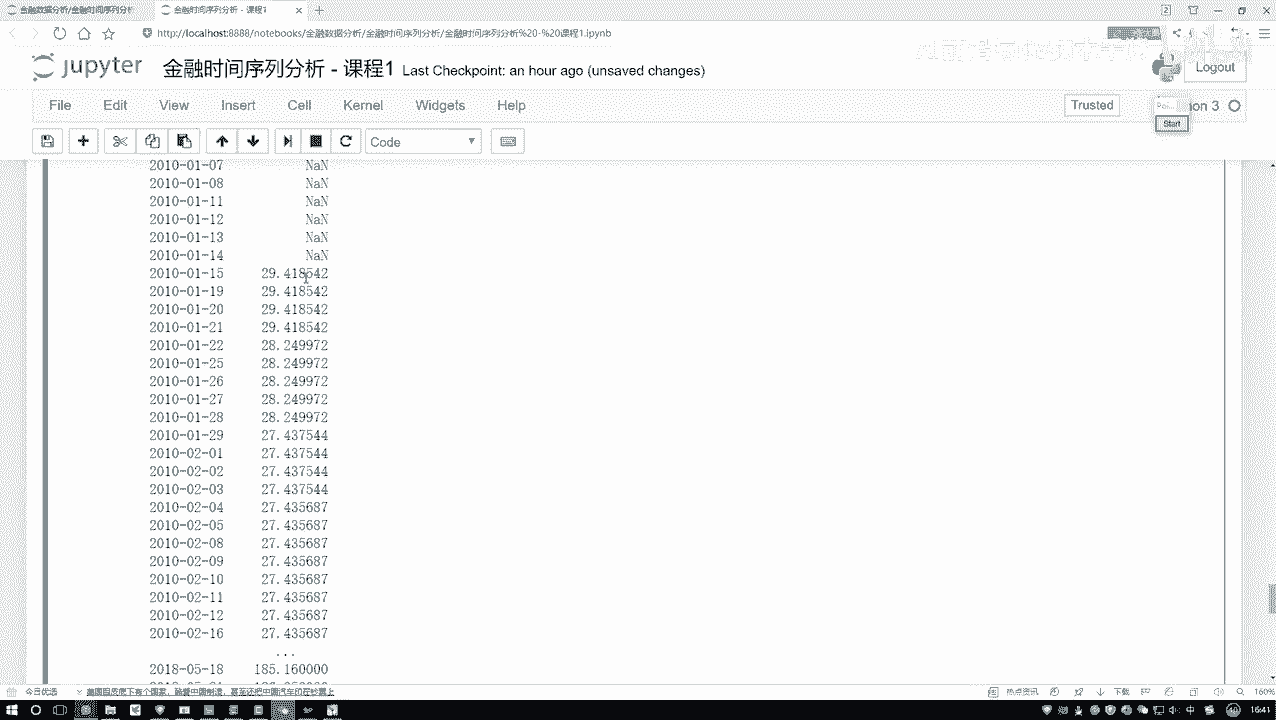 金融数据分析/金融时间序列分析
金融时间序列分析 - 课程1
http://localhost:8888/notebooks/金融数据分析/金融时间序列分析/金融时间序列分析%20-%20课程1.ipynb
jupyter 金融时间序列分析 - 课程1 Last Checkpoint: an hour ago (unsaved changes)
Logout
File Edit View Insert Cell Kernel Widgets Help
Trusted
on 3
Start
Code
2010-01-07 NaN
2010-01-08 NaN
2010-01-11 NaN
2010-01-12 NaN
2010-01-13 NaN
2010-01-14 NaN
2010-01-15 29.418542
2010-01-19 29.418542
2010-01-20 29.418542
2010-01-21 29.418542
2010-01-22 28.249972
2010-01-25 28.249972
2010-01-26 28.249972
2010-01-27 28.249972
2010-01-28 28.249972
2010-01-29 27.437544
2010-02-01 27.437544
2010-02-02 27.437544
2010-02-03 27.437544
2010-02-04 27.435687
2010-02-05 27.435687
2010-02-08 27.435687
2010-02-09 27.435687
2010-02-10 27.435687
2010-02-11 27.435687
2010-02-12 27.435687
2010-02-16 27.435687
...
2018-05-18 185.160000
今日优选
热点资讯
下载
160%
中
16:41